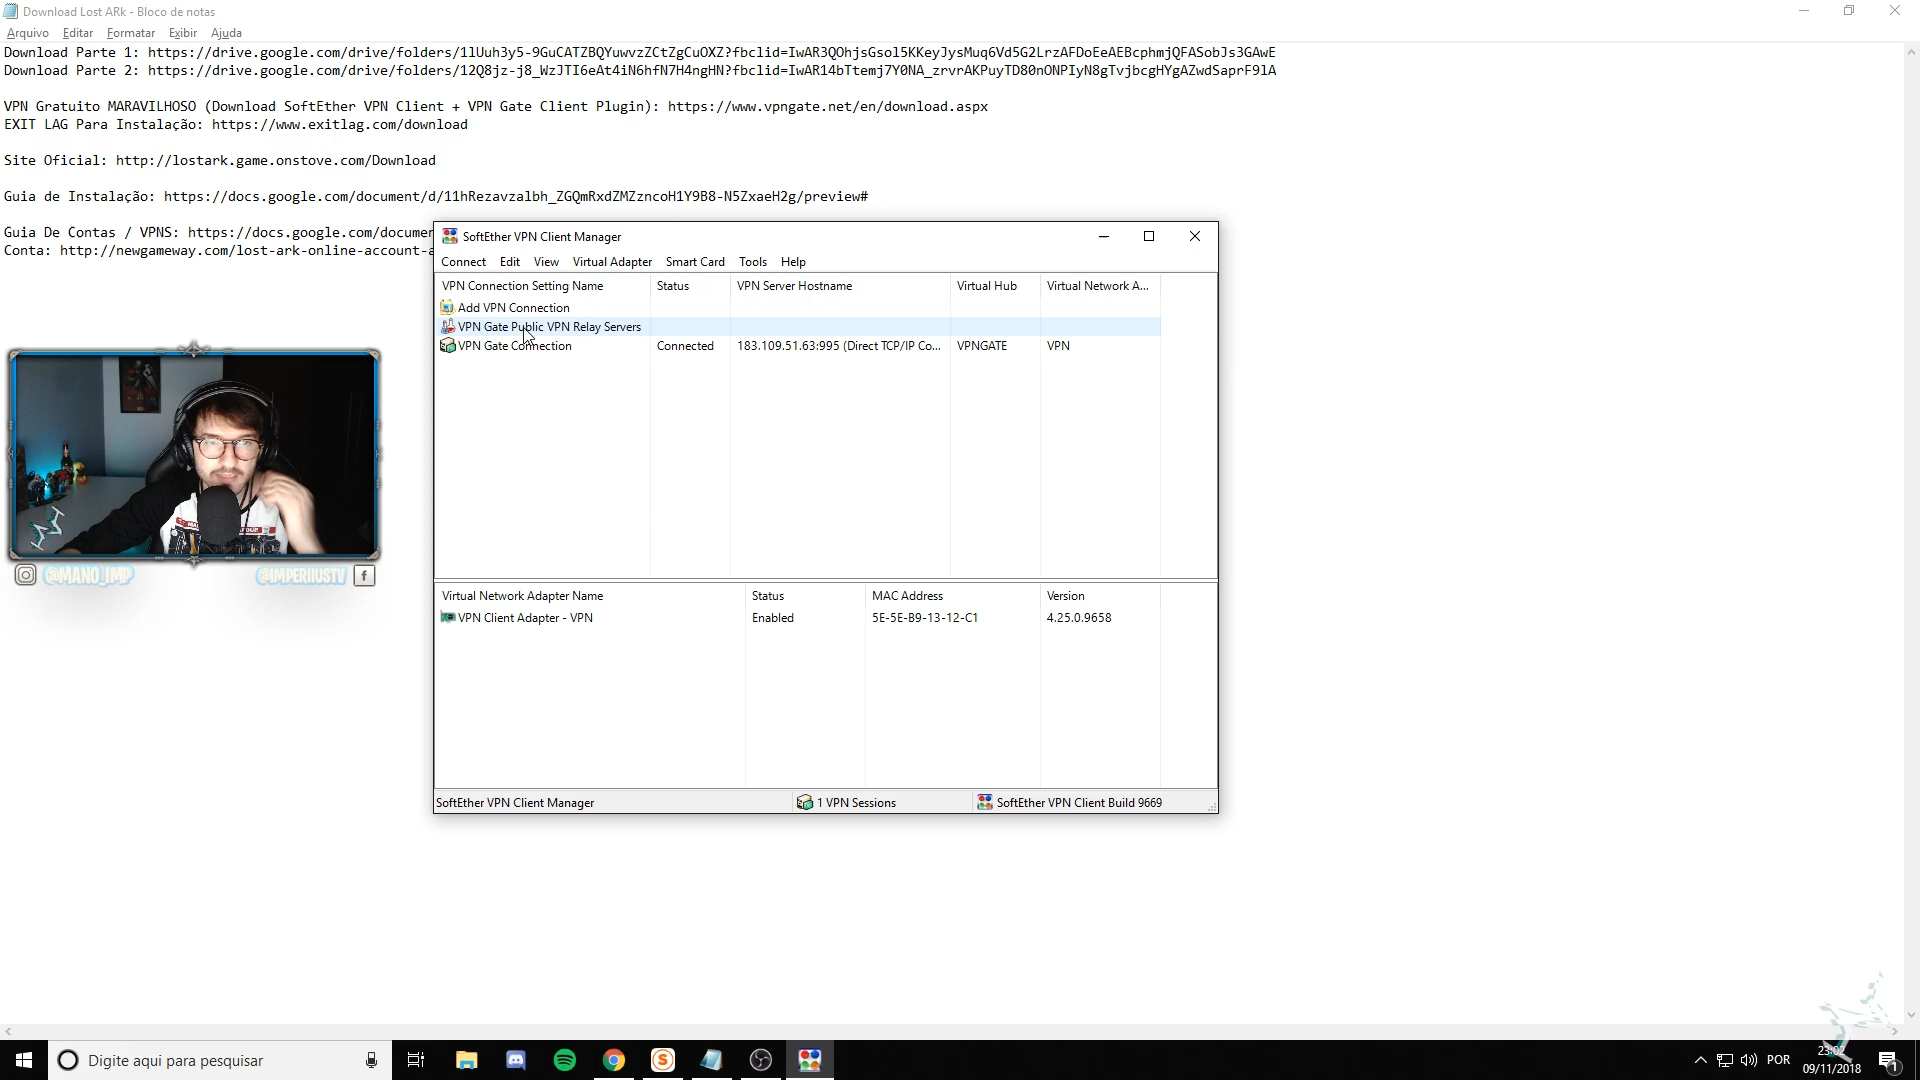 Download Lost ARk - Bloco de notas
Arquivo Editar Formatar Exibir Ajuda
Download Parte 1: https://drive.google.com/drive/folders/1lUuh3y5-9GuCATZBQYuwvzZCtZgCuOXZ?fbclid=IwAR3QOhjsGsol5KKeyJysMuq6Vd5G2LrzAFDoEeAEBcphmjQFASobJs3GAwE
Download Parte 2: https://drive.google.com/drive/folders/12Q8jz-j8_WzJTI6eAt4iN6hfN7H4ngHN?fbclid=IwAR14bTtemj7Y0NA_zrvrAKPuyTD80nONPIyN8gTvjbcgHYgAZwdSaprF9lA
VPN Gratuito MARAVILHOSO (Download SoftEther VPN Client + VPN Gate Client Plugin): https://www.vpngate.net/en/download.aspx
EXIT LAG Para Instalação: https://www.exitlag.com/download
Site Oficial: http://lostark.game.onstove.com/Download
Guia de Instalação: https://docs.google.com/document/d/11hRezavzalbh_ZGQmRxdZMZzncoH1Y9B8-N5ZxaeH2g/preview#
Guia De Contas / VPNS: https://docs.google.com/documen
Conta: http://newgameway.com/lost-ark-online-account-a
SoftEther VPN Client Manager
Connect Edit View Virtual Adapter Smart Card Tools Help
VPN Connection Setting Name Status VPN Server Hostname Virtual Hub Virtual Network A...
Add VPN Connection
VPN Gate Public VPN Relay Servers
VPN Gate Connection Connected 183.109.51.63:995 (Direct TCP/IP Co... VPNGATE VPN
@MANO_IMP @IMPERIIUSTV
Virtual Network Adapter Name Status MAC Address Version
VPN Client Adapter - VPN Enabled 5E-5E-B9-13-12-C1 4.25.0.9658
SoftEther VPN Client Manager 1 VPN Sessions SoftEther VPN Client Build 9669
Digite aqui para pesquisar
POR
23:02
09/11/2018
1